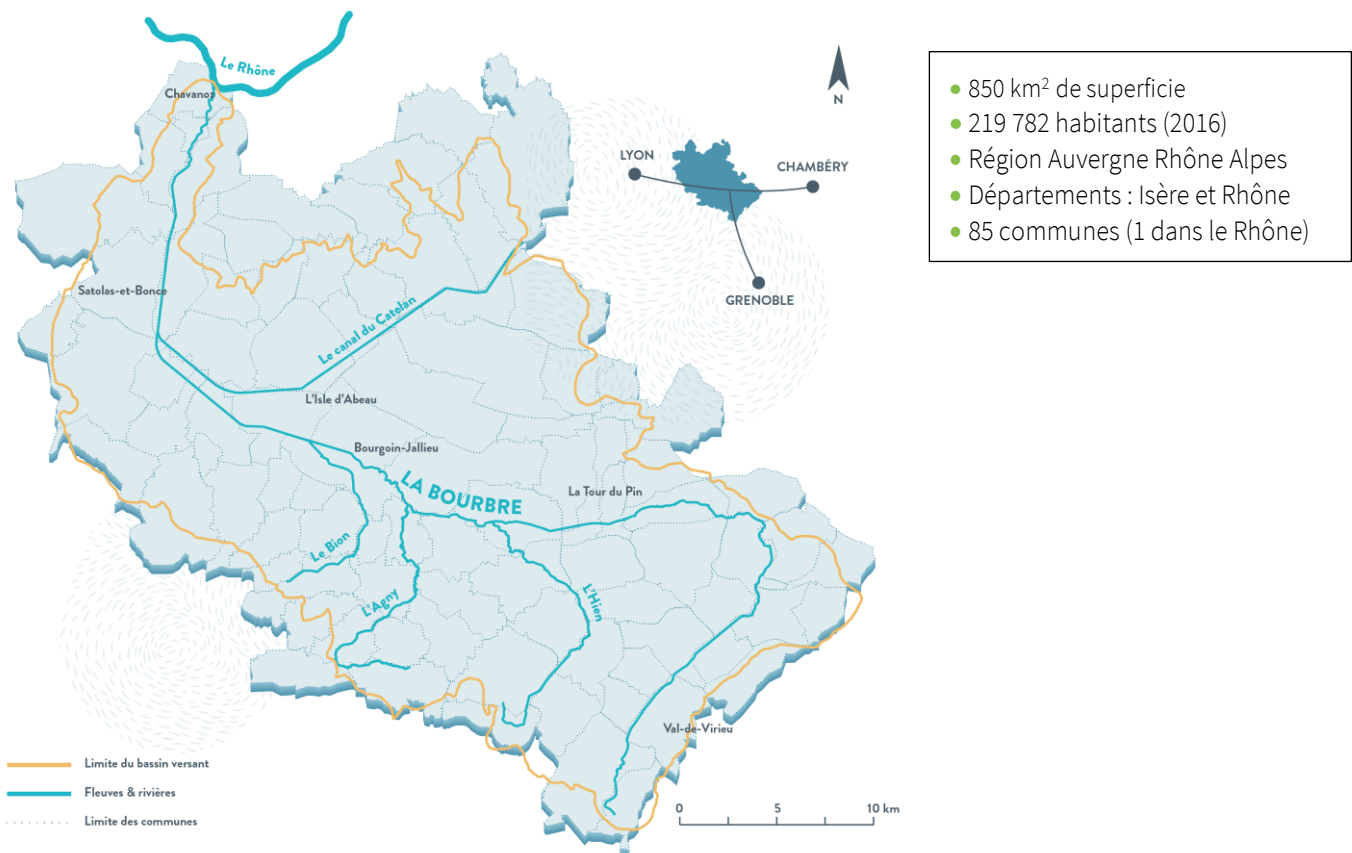 Le Rhône
Chavanoz
N
LYON
CHAMBÉRY
GRENOBLE
Satolas-et-Bonce
Le canal du Catelan
L'Isle d'Abeau
Bourgoin-Jallieu
LA BOURBRE
La Tour du Pin
Le Bion
L'Agny
L'Hien
Val-de-Virieu
Limite du bassin versant
Fleuves & rivières
Limite des communes
0 5 10 km
• 850 km² de superficie
• 219 782 habitants (2016)
• Région Auvergne Rhône Alpes
• Départements : Isère et Rhône
• 85 communes (1 dans le Rhône)